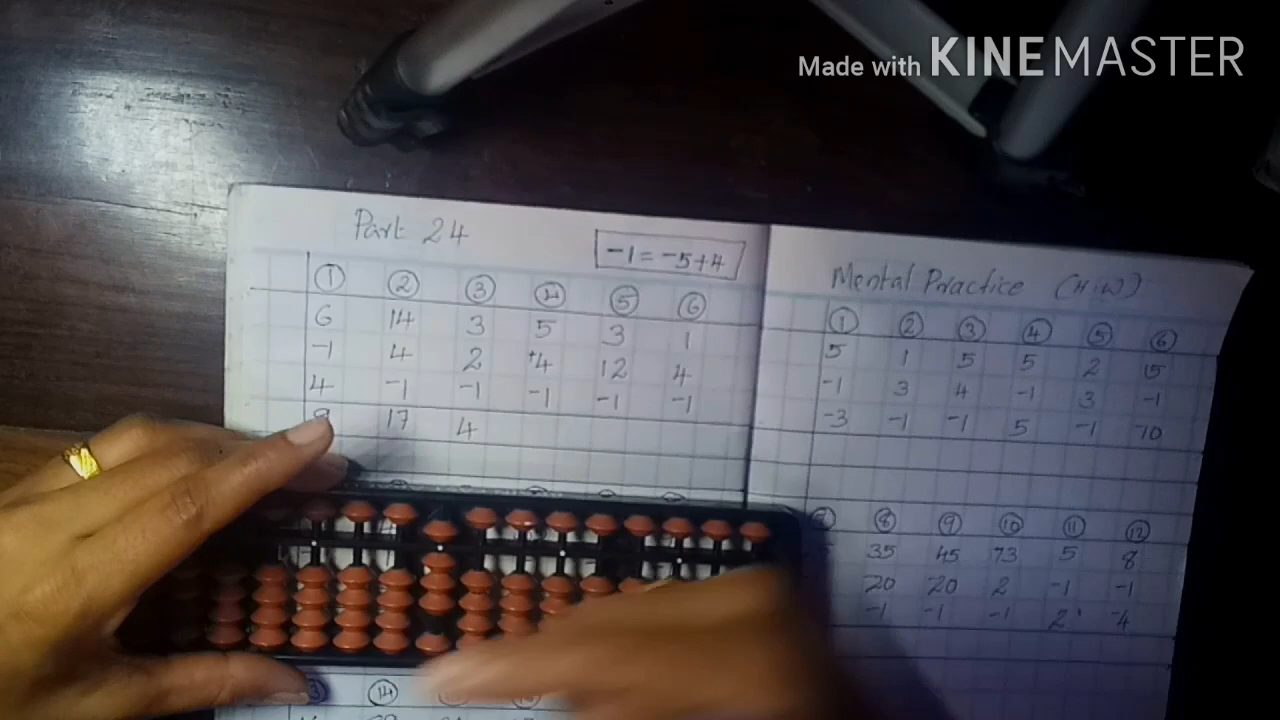 Made with KINEMASTER
Part 24
-1 = -5+4
① ② ③ ④ ⑤ ⑥
6 14 3 5 3 1
-1 4 2 +4 12 4
4 -1 -1 -1 -1 -1
9 17 4
Mental Practice (H.W)
① ② ③ ④ ⑤ ⑥
5 1 5 5 2 15
-1 3 4 -1 3 -1
-3 -1 -1 5 -1 70
⑧ ⑨ ⑩ ⑪ ⑫
35 45 73 5 8
20 20 2 -1 -1
-1 -1 -1 2 -4
⑭